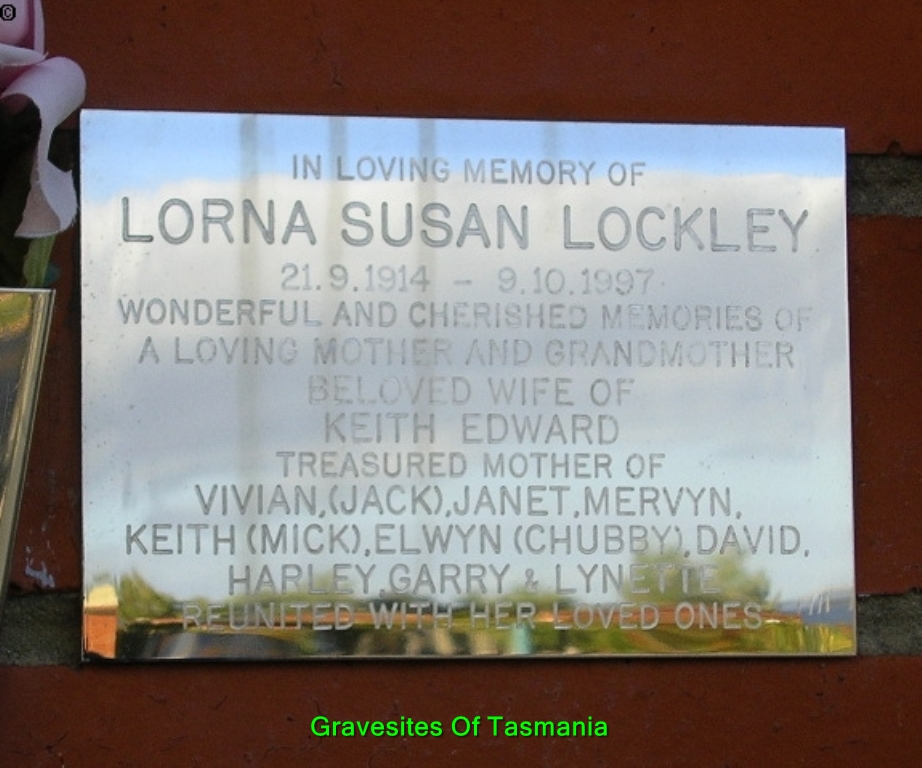 ©
IN LOVING MEMORY OF
LORNA SUSAN LOCKLEY
21.9.1914 – 9.10.1997
WONDERFUL AND CHERISHED MEMORIES OF
A LOVING MOTHER AND GRANDMOTHER
BELOVED WIFE OF
KEITH EDWARD
TREASURED MOTHER OF
VIVIAN,(JACK),JANET,MERVYN,
KEITH (MICK),ELWYN (CHUBBY),DAVID,
HARLEY,GARRY & LYNETTE
REUNITED WITH HER LOVED ONES
Gravesites Of Tasmania